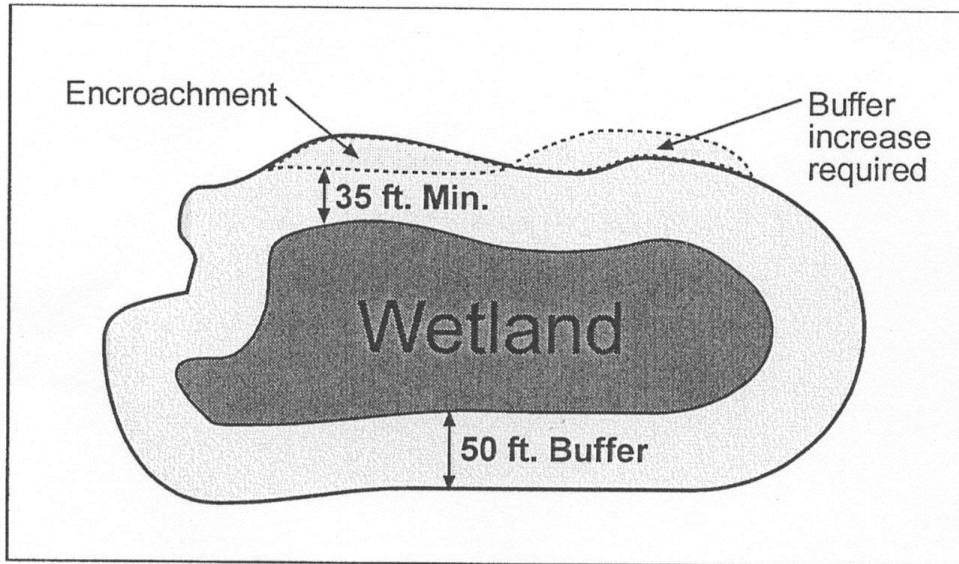 Encroachment
Buffer
increase
required
35 ft. Min.
Wetland
50 ft. Buffer